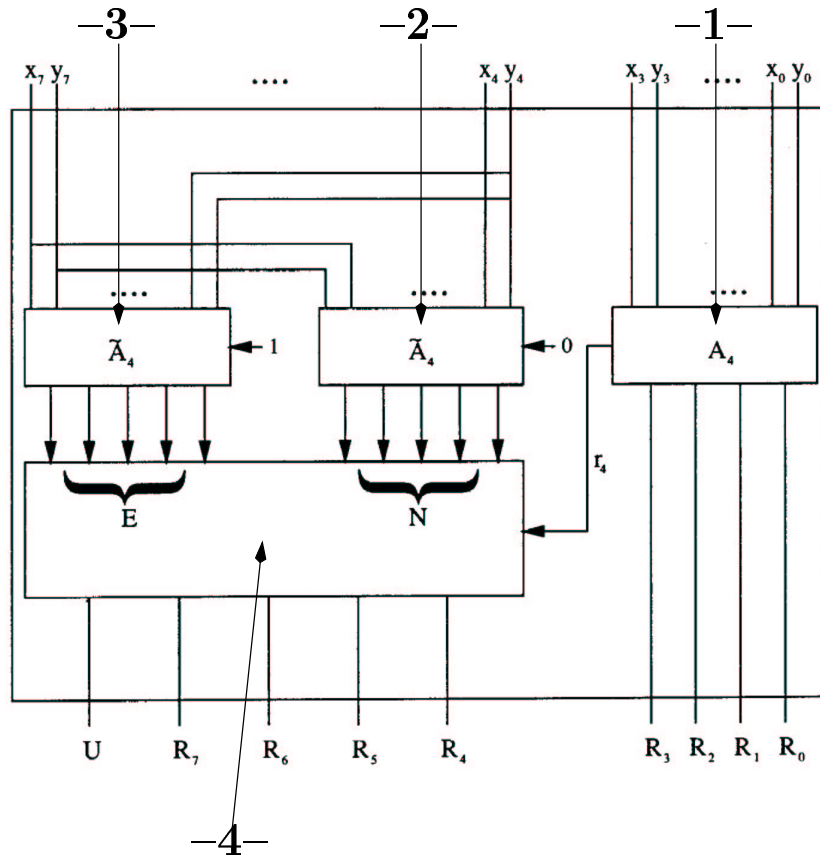 –3– –2– –1–
x₇ y₇ .... x₄ y₄ x₃ y₃ .... x₀ y₀
.... .... ....
Ã₄ 1 Ã₄ 0 A₄
r₄
E N
U R₇ R₆ R₅ R₄ R₃ R₂ R₁ R₀
–4–